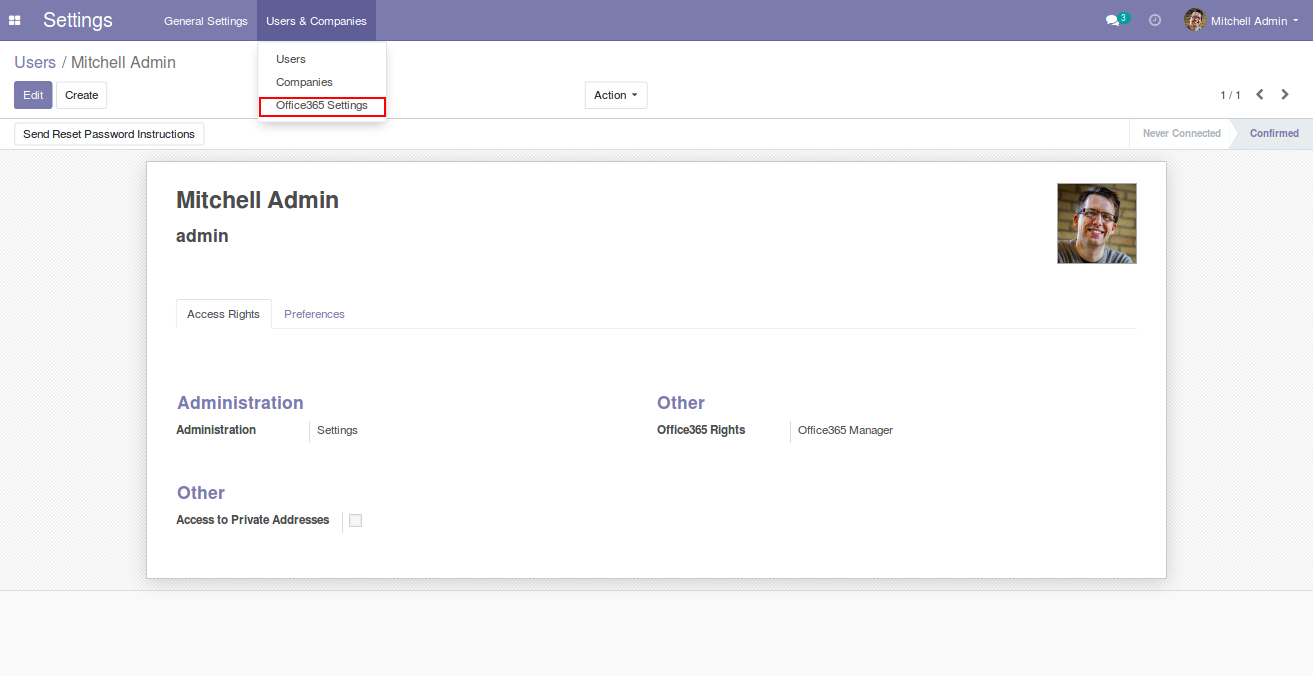 Settings General Settings Users & Companies 3 Mitchell Admin
Users / Mitchell Admin
Users
Companies
Office365 Settings
Edit Create Action 1 / 1
Send Reset Password Instructions Never Connected Confirmed
Mitchell Admin
admin
Access Rights Preferences
Administration Other
Administration Settings Office365 Rights Office365 Manager
Other
Access to Private Addresses